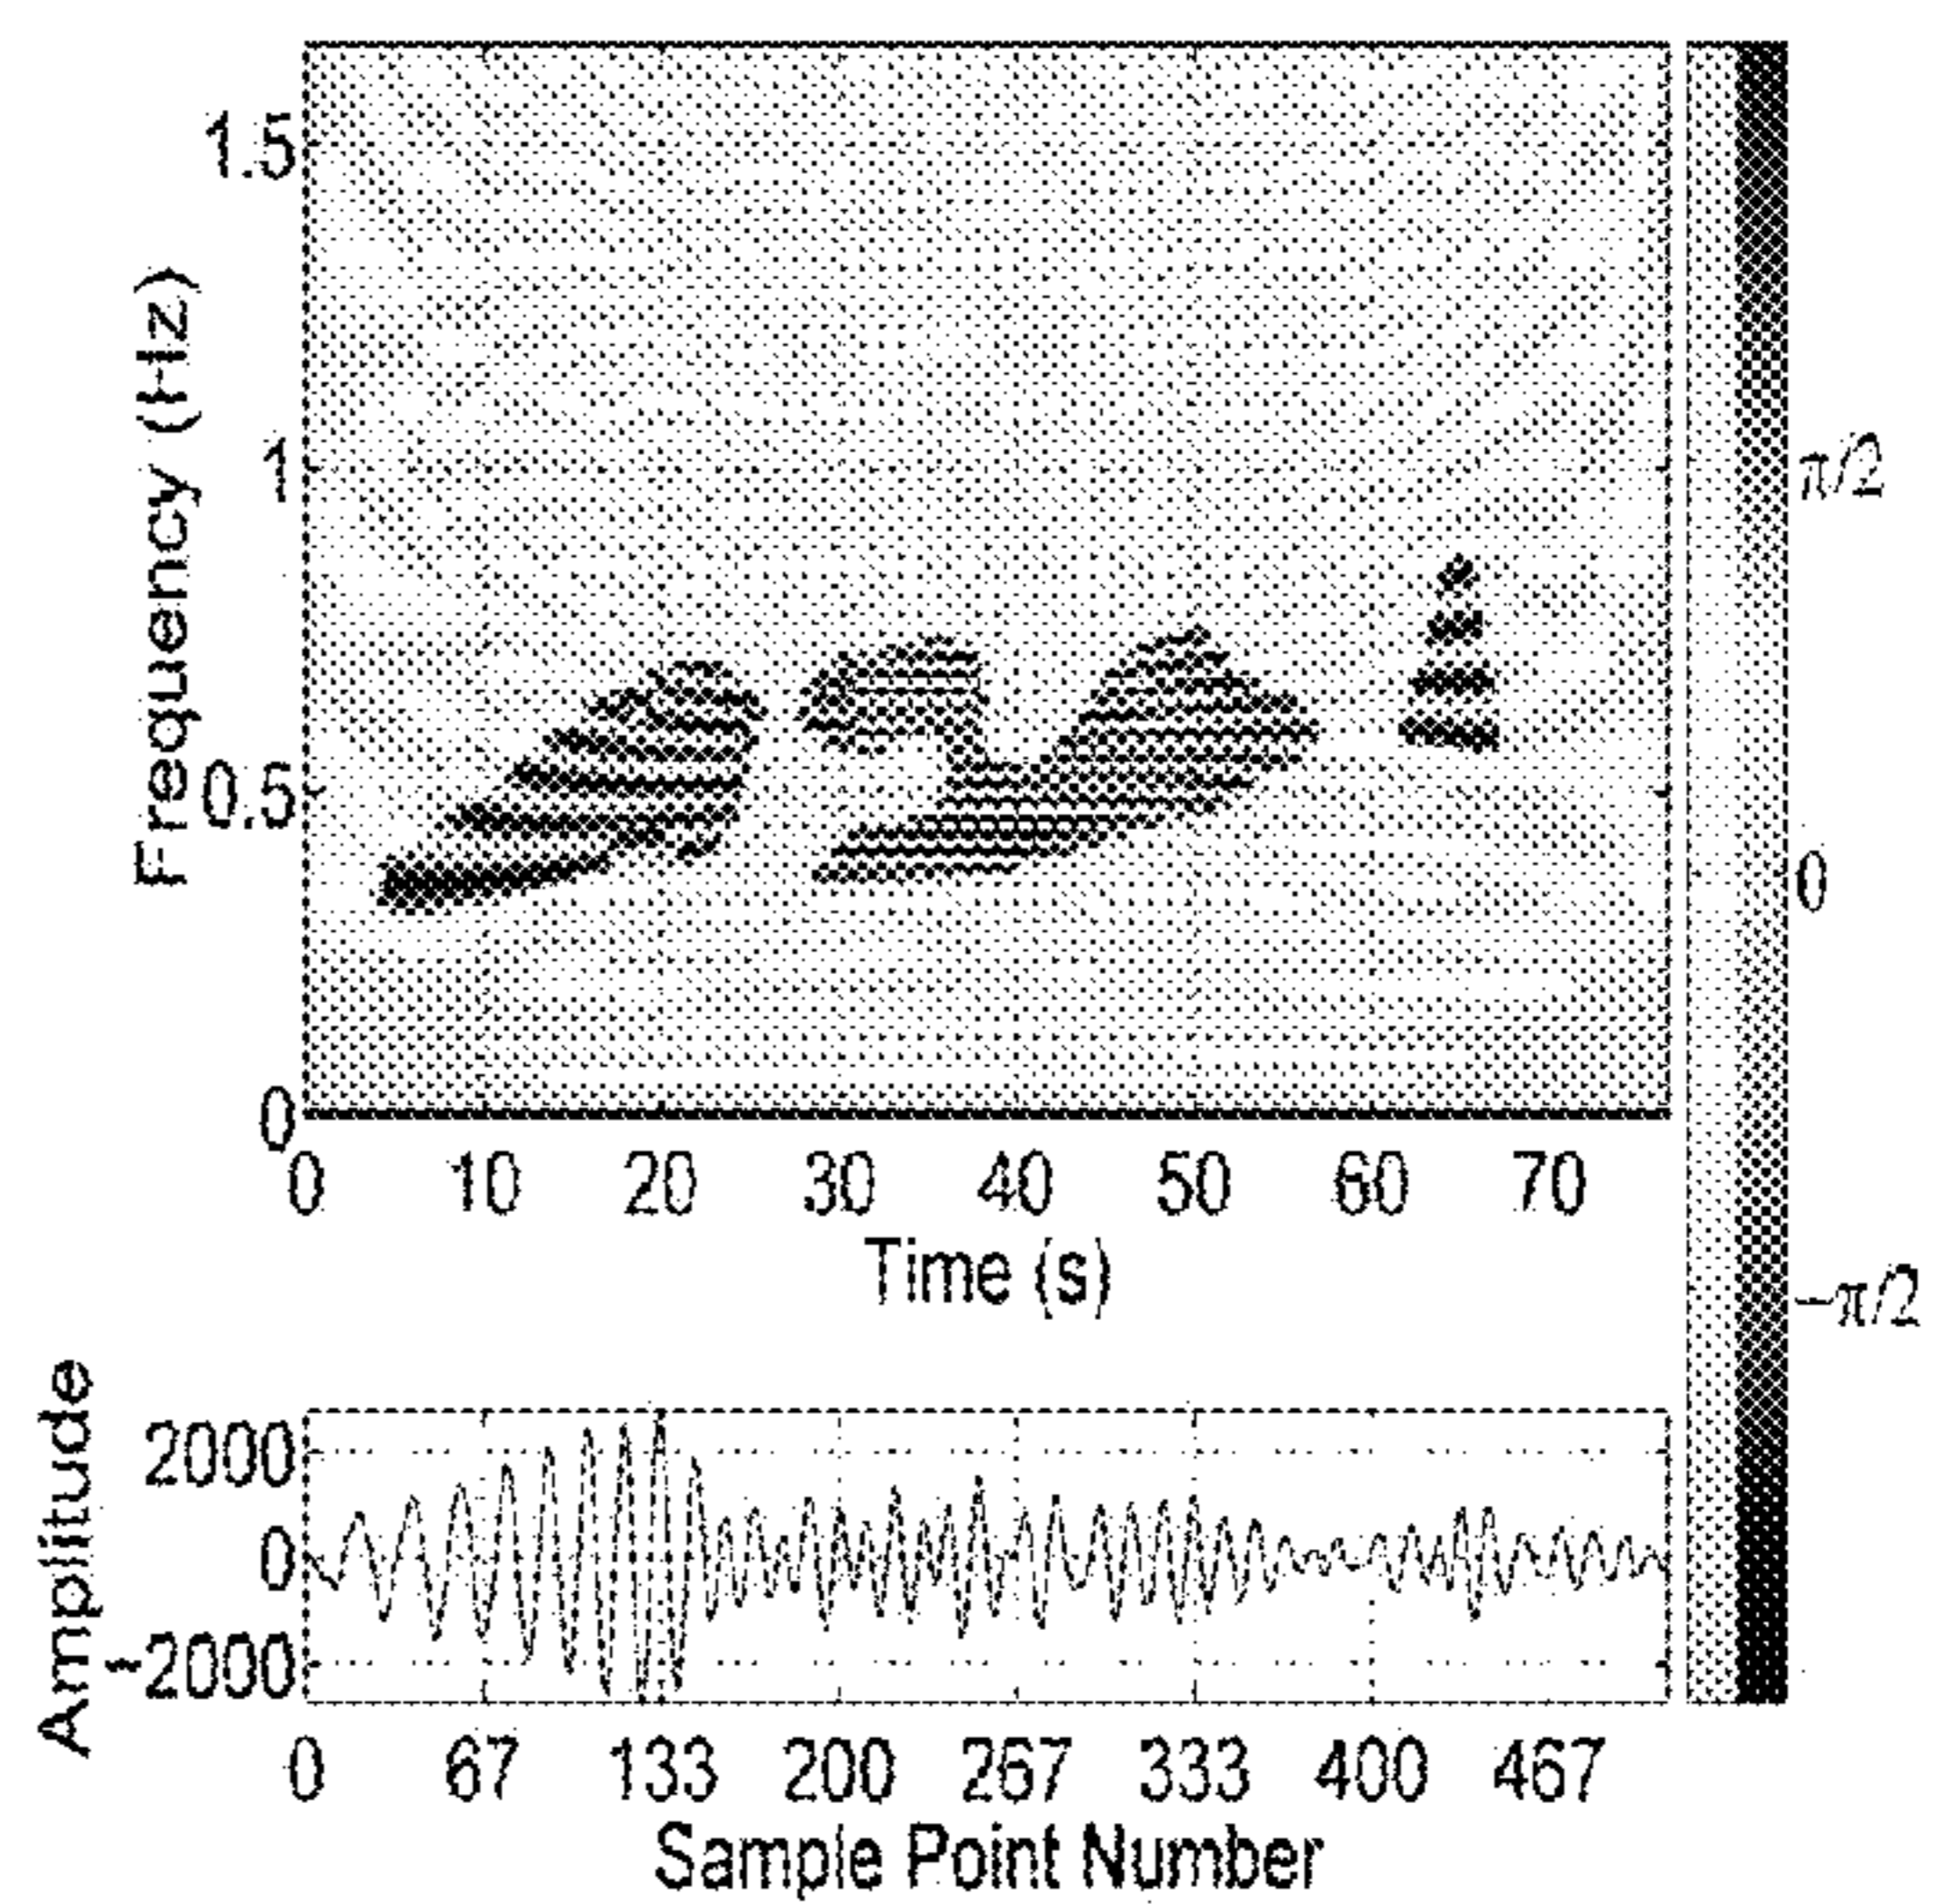 1.5
1
0.5
0
Frequency (Hz)
0 10 20 30 40 50 60 70
Time (s)
π/2
0
−π/2
Amplitude
2000
0
-2000
0 67 133 200 267 333 400 467
Sample Point Number